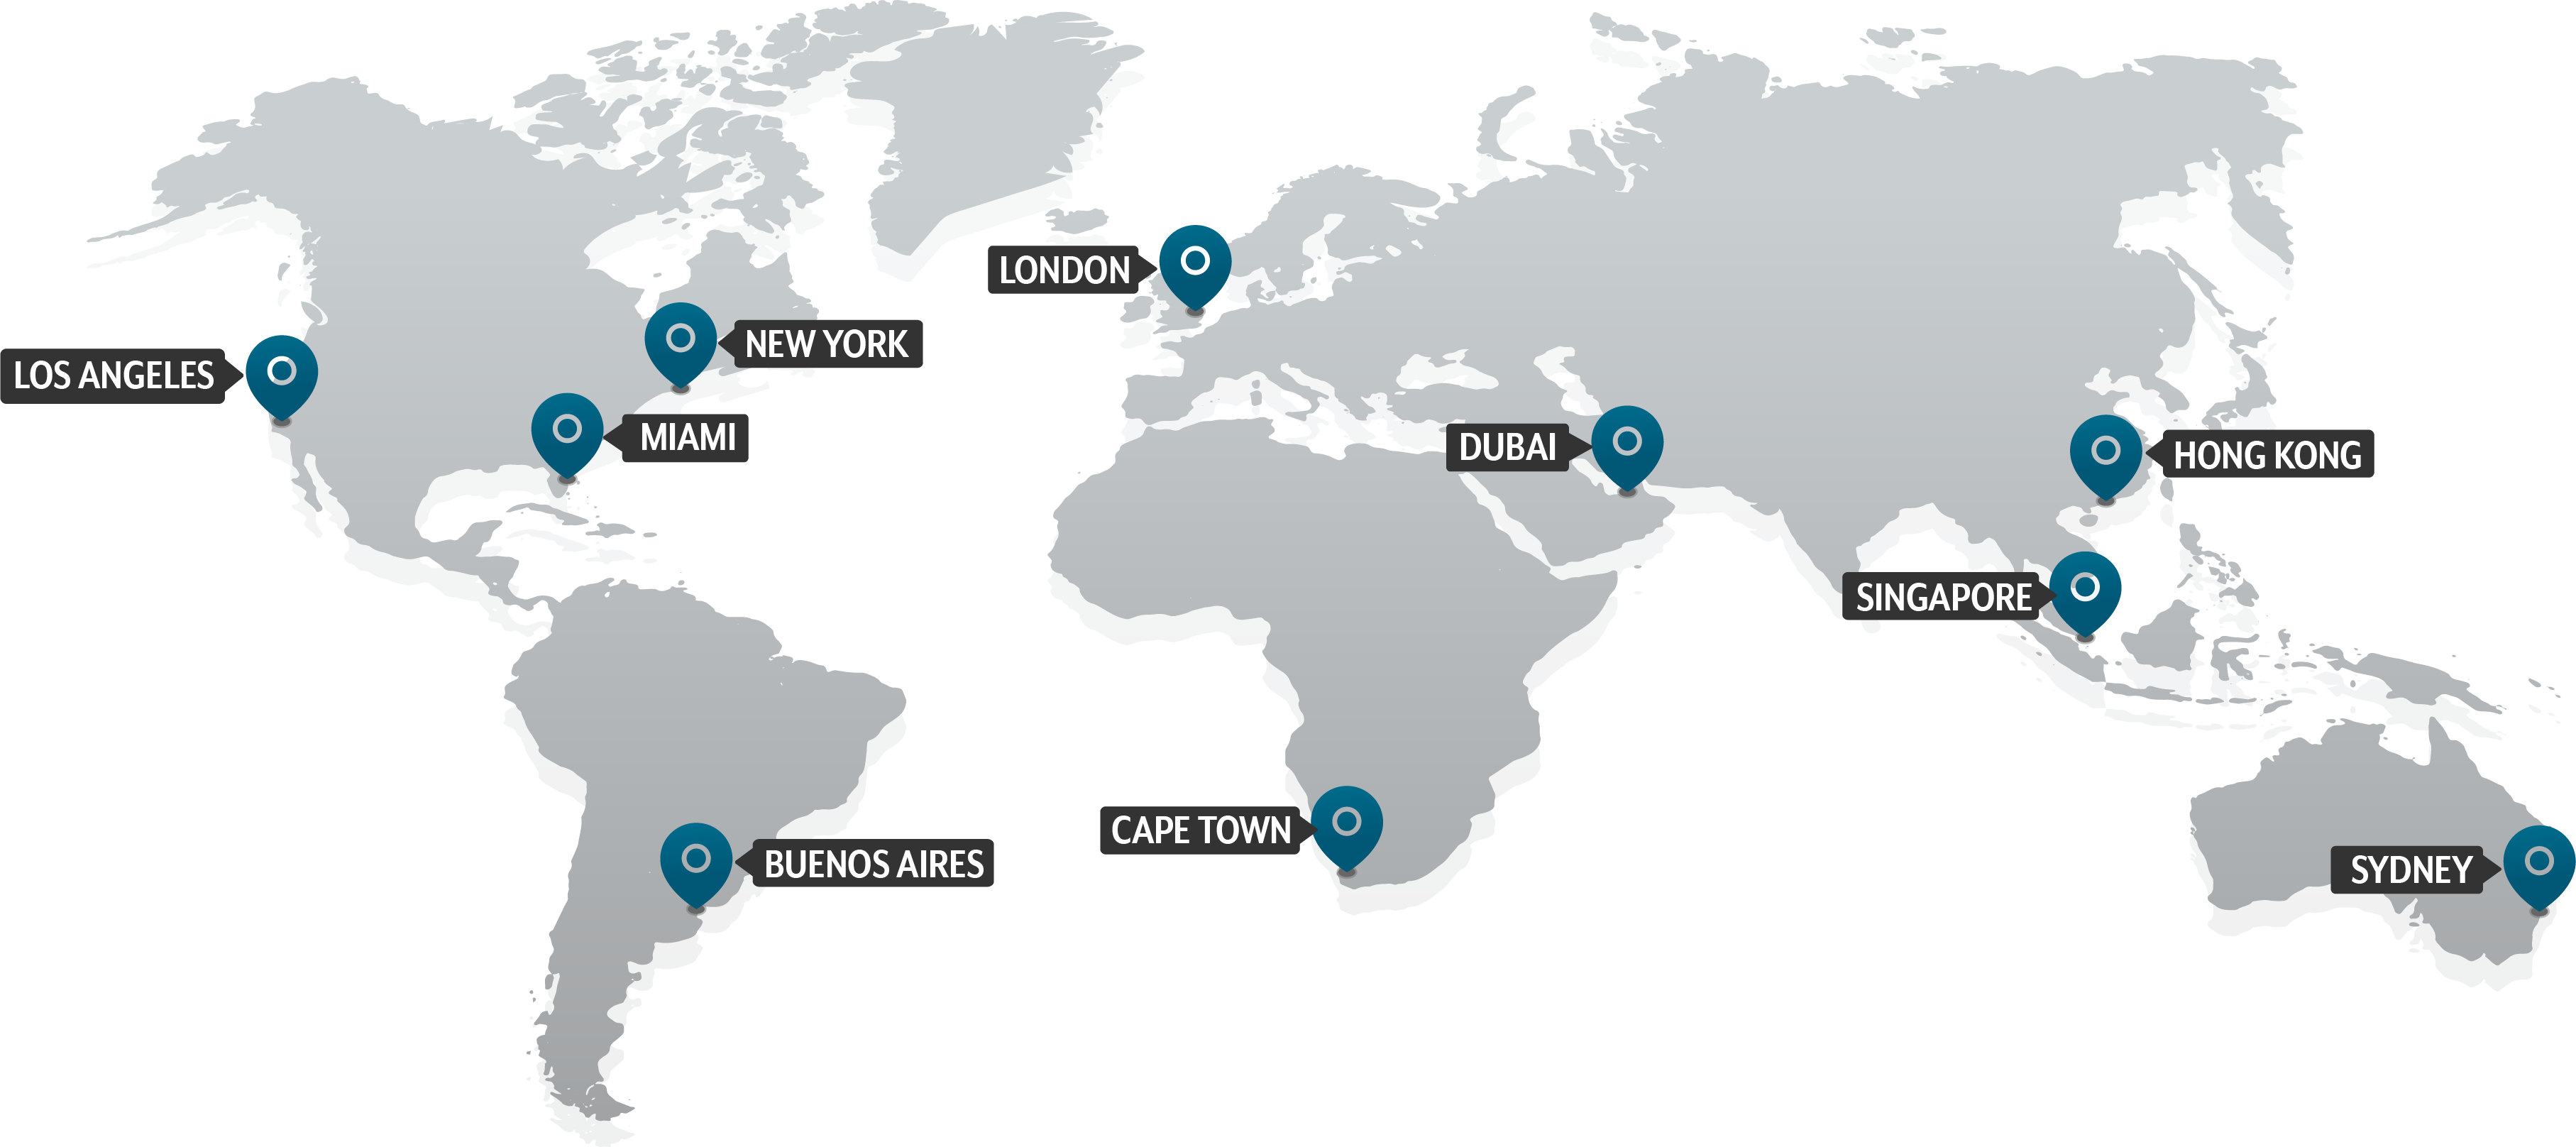 LONDON
NEW YORK
LOS ANGELES
MIAMI
DUBAI
HONG KONG
SINGAPORE
CAPE TOWN
BUENOS AIRES
SYDNEY